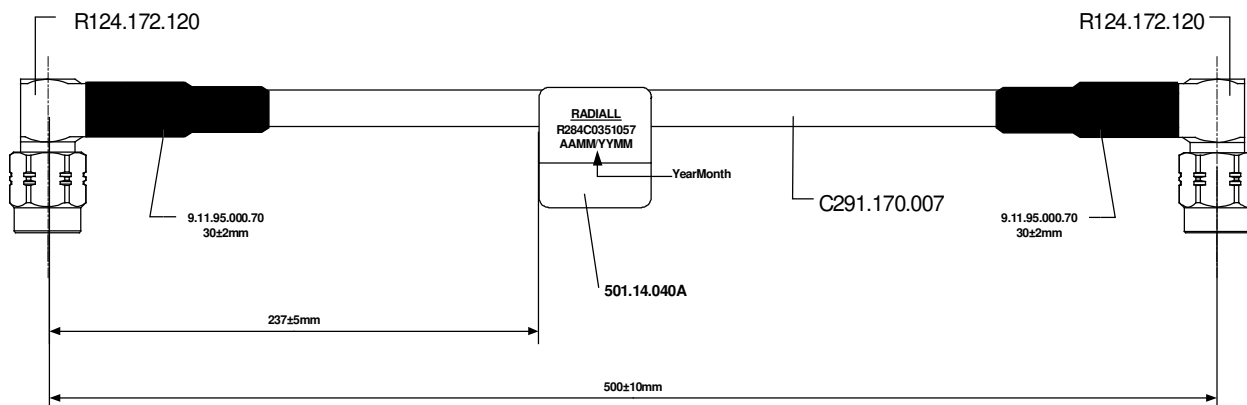 R124.172.120
R124.172.120
RADIALL
R284C0351057
AAMM/YYMM
YearMonth
C291.170.007
9.11.95.000.70
30±2mm
9.11.95.000.70
30±2mm
501.14.040A
237±5mm
500±10mm